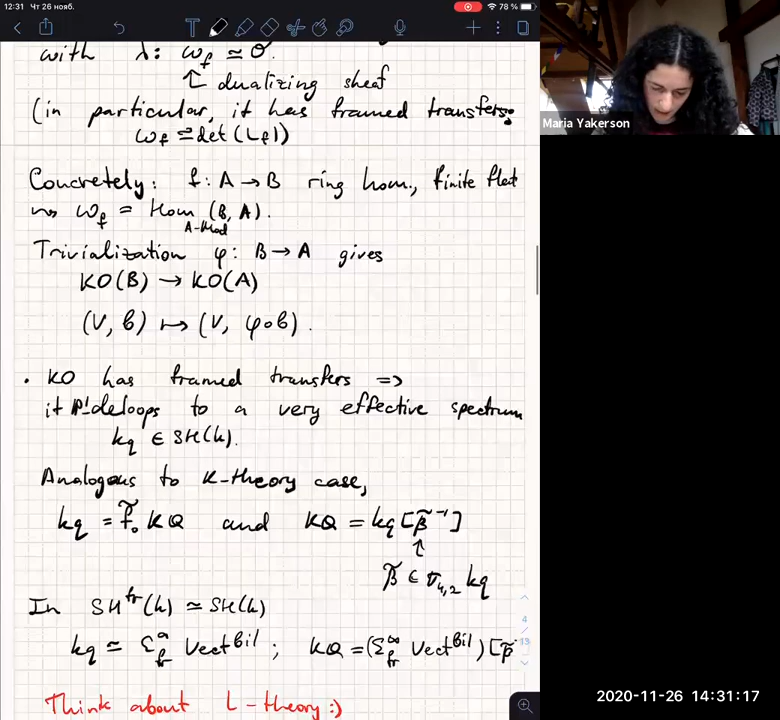 12:31 Чт 26 нояб.
78 %
with λ: ω_f ≃ O.
↑ dualizing sheaf
(in particular, it has framed transfers:
ω_f ≃ det(L_f))
Maria Yakerson
Concretely: f: A → B ring hom., finite flat
⇝ ω_f = Hom_{A-Mod}(B, A).
Trivialization φ: B → A gives
KO(B) → KO(A)
(V, b) ↦ (V, φ∘b).
• KO has framed transfers =>
it P¹ deloops to a very effective spectrum
kq ∈ SH(k).
Analogous to K-theory case,
kq = f̃₀ KQ and KQ = kq[β̃⁻¹]
↑
β̃ ∈ π_{4,2} kq
In SH^{fr}(k) ≃ SH(k)
kq ≃ Σ^∞_{fr} Vect^{bil}; KQ = (Σ^∞_{fr} Vect^{bil})[β̃⁻
4
13
Think about L-theory:)
2020-11-26 14:31:17